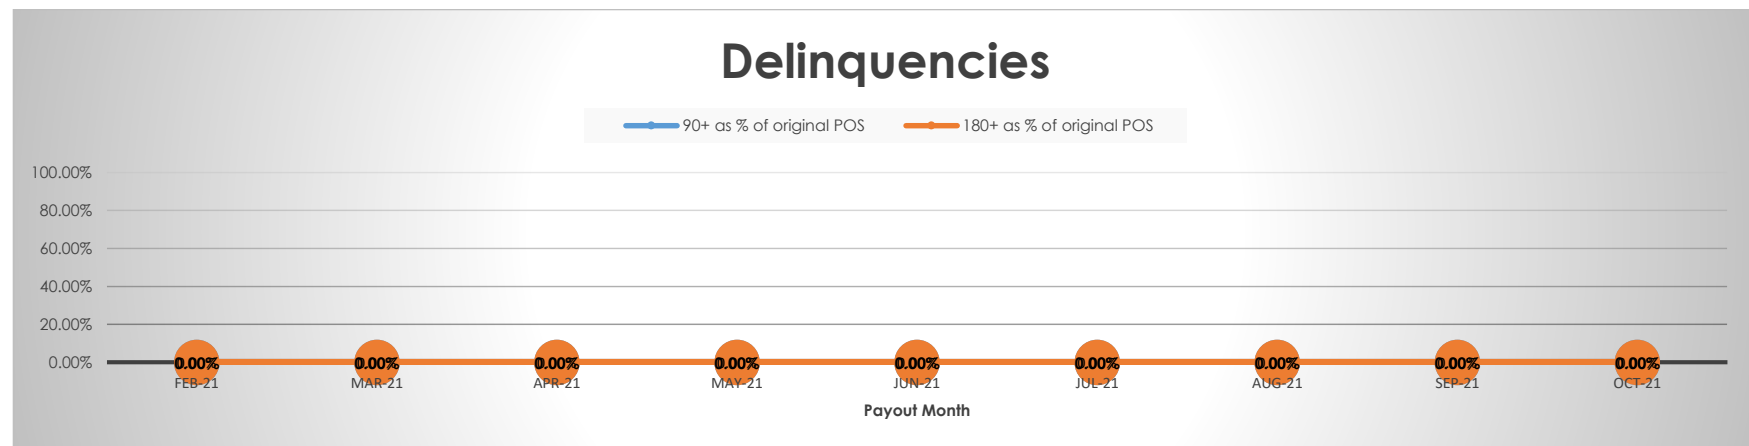 Delinquencies
90+ as % of original POS 180+ as % of original POS
100.00%
80.00%
60.00%
40.00%
20.00%
0.00%
0.00% 0.00% 0.00% 0.00% 0.00% 0.00% 0.00% 0.00% 0.00%
FEB-21 MAR-21 APR-21 MAY-21 JUN-21 JUL-21 AUG-21 SEP-21 OCT-21
Payout Month